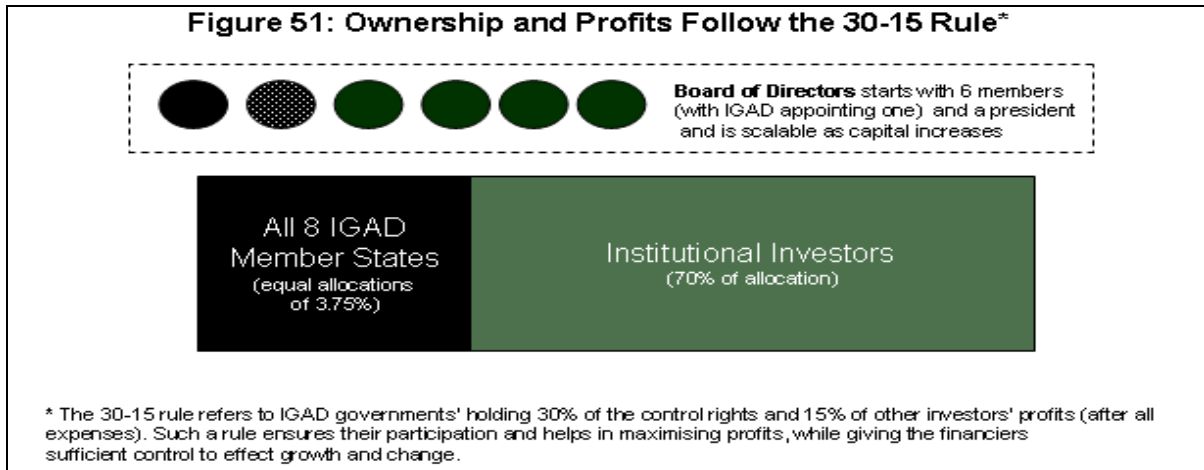 Figure 51: Ownership and Profits Follow the 30-15 Rule*
Board of Directors starts with 6 members
(with IGAD appointing one) and a president
and is scalable as capital increases
All 8 IGAD
Member States
(equal allocations
of 3.75%)
Institutional Investors
(70% of allocation)
* The 30-15 rule refers to IGAD governments' holding 30% of the control rights and 15% of other investors' profits (after all
expenses). Such a rule ensures their participation and helps in maximising profits, while giving the financiers
sufficient control to effect growth and change.